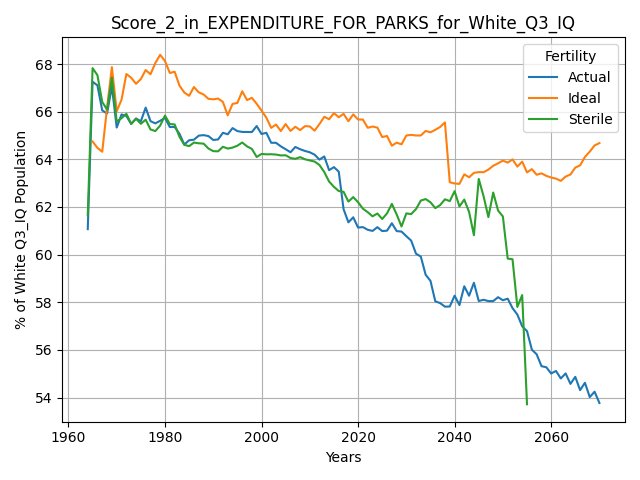 Score_2_in_EXPENDITURE_FOR_PARKS_for_White_Q3_IQ
Fertility
Actual
Ideal
Sterile
% of White Q3_IQ Population
68
66
64
62
60
58
56
54
1960
1980
2000
2020
2040
2060
Years